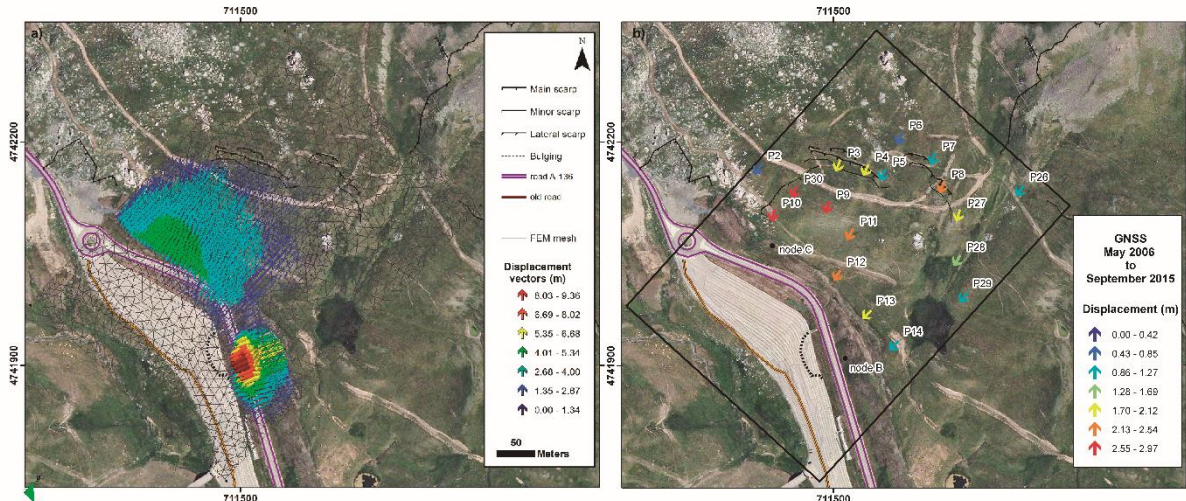 711500
711500
a)
N
Main scarp
Minor scarp
Lateral scarp
Bulging
road A-136
old road
FEM mesh
Displacement
vectors (m)
8.03 - 9.36
6.69 - 8.02
5.35 - 6.68
4.01 - 5.34
2.68 - 4.00
1.35 - 2.67
0.00 - 1.34
50
Meters
4742200
4741900
711500
b)
P6
P2
P3
P4
P5
P7
P8
P26
P30
P10
P9
P27
P11
node C
P28
P12
P29
P13
P14
node B
GNSS
May 2006
to
September 2015
Displacement (m)
0.00 - 0.42
0.43 - 0.85
0.86 - 1.27
1.28 - 1.69
1.70 - 2.12
2.13 - 2.54
2.55 - 2.97
4742200
4741900
711500